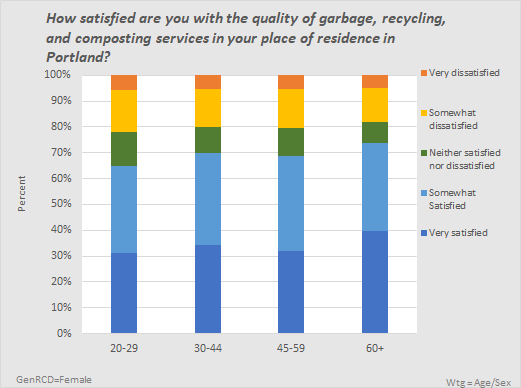 How satisfied are you with the quality of garbage, recycling,
and composting services in your place of residence in
Portland?
100%
90%
80%
70%
60%
50%
40%
30%
20%
10%
0%
Percent
20-29
30-44
45-59
60+
Very dissatisfied
Somewhat
dissatisfied
Neither satisfied
nor dissatisfied
Somewhat
Satisfied
Very satisfied
GenRCD=Female
Wtg = Age/Sex